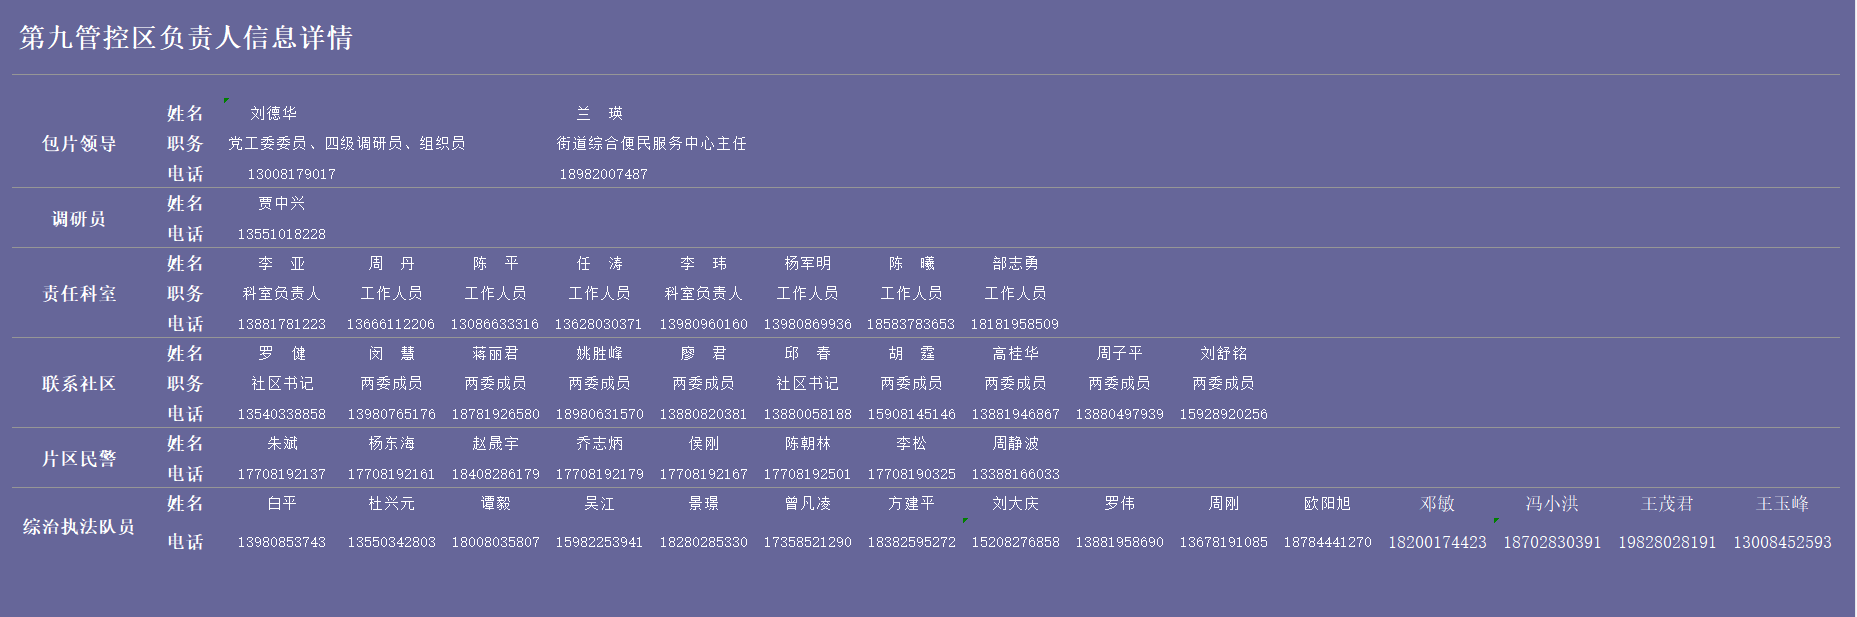 第九管控区负责人信息详情
姓名 刘德华 兰 瑛
包片领导 职务 党工委委员、四级调研员、组织员 街道综合便民服务中心主任
电话 13008179017 18982007487
姓名 贾中兴
调研员
电话 13551018228
姓名 李 亚 周 丹 陈 平 任 涛 李 玮 杨军明 陈 曦 部志勇
责任科室 职务 科室负责人 工作人员 工作人员 工作人员 科室负责人 工作人员 工作人员 工作人员
电话 13881781223 13666112206 13086633316 13628030371 13980960160 13980869936 18583783653 18181958509
姓名 罗 健 闵 慧 蒋丽君 姚胜峰 廖 君 邱 春 胡 霆 高桂华 周子平 刘舒铭
联系社区 职务 社区书记 两委成员 两委成员 两委成员 两委成员 社区书记 两委成员 两委成员 两委成员 两委成员
电话 13540338858 13980765176 18781926580 18980631570 13880820381 13880058188 15908145146 13881946867 13880497939 15928920256
姓名 朱斌 杨东海 赵晟宇 乔志炳 侯刚 陈朝林 李松 周静波
片区民警
电话 17708192137 17708192161 18408286179 17708192179 17708192167 17708192501 17708190325 13388166033
姓名 白平 杜兴元 谭毅 吴江 景璟 曾凡凌 方建平 刘大庆 罗伟 周刚 欧阳旭 邓敏 冯小洪 王茂君 王玉峰
综治执法队员
电话 13980853743 13550342803 18008035807 15982253941 18280285330 17358521290 18382595272 15208276858 13881958690 13678191085 18784441270 18200174423 18702830391 19828028191 13008452593